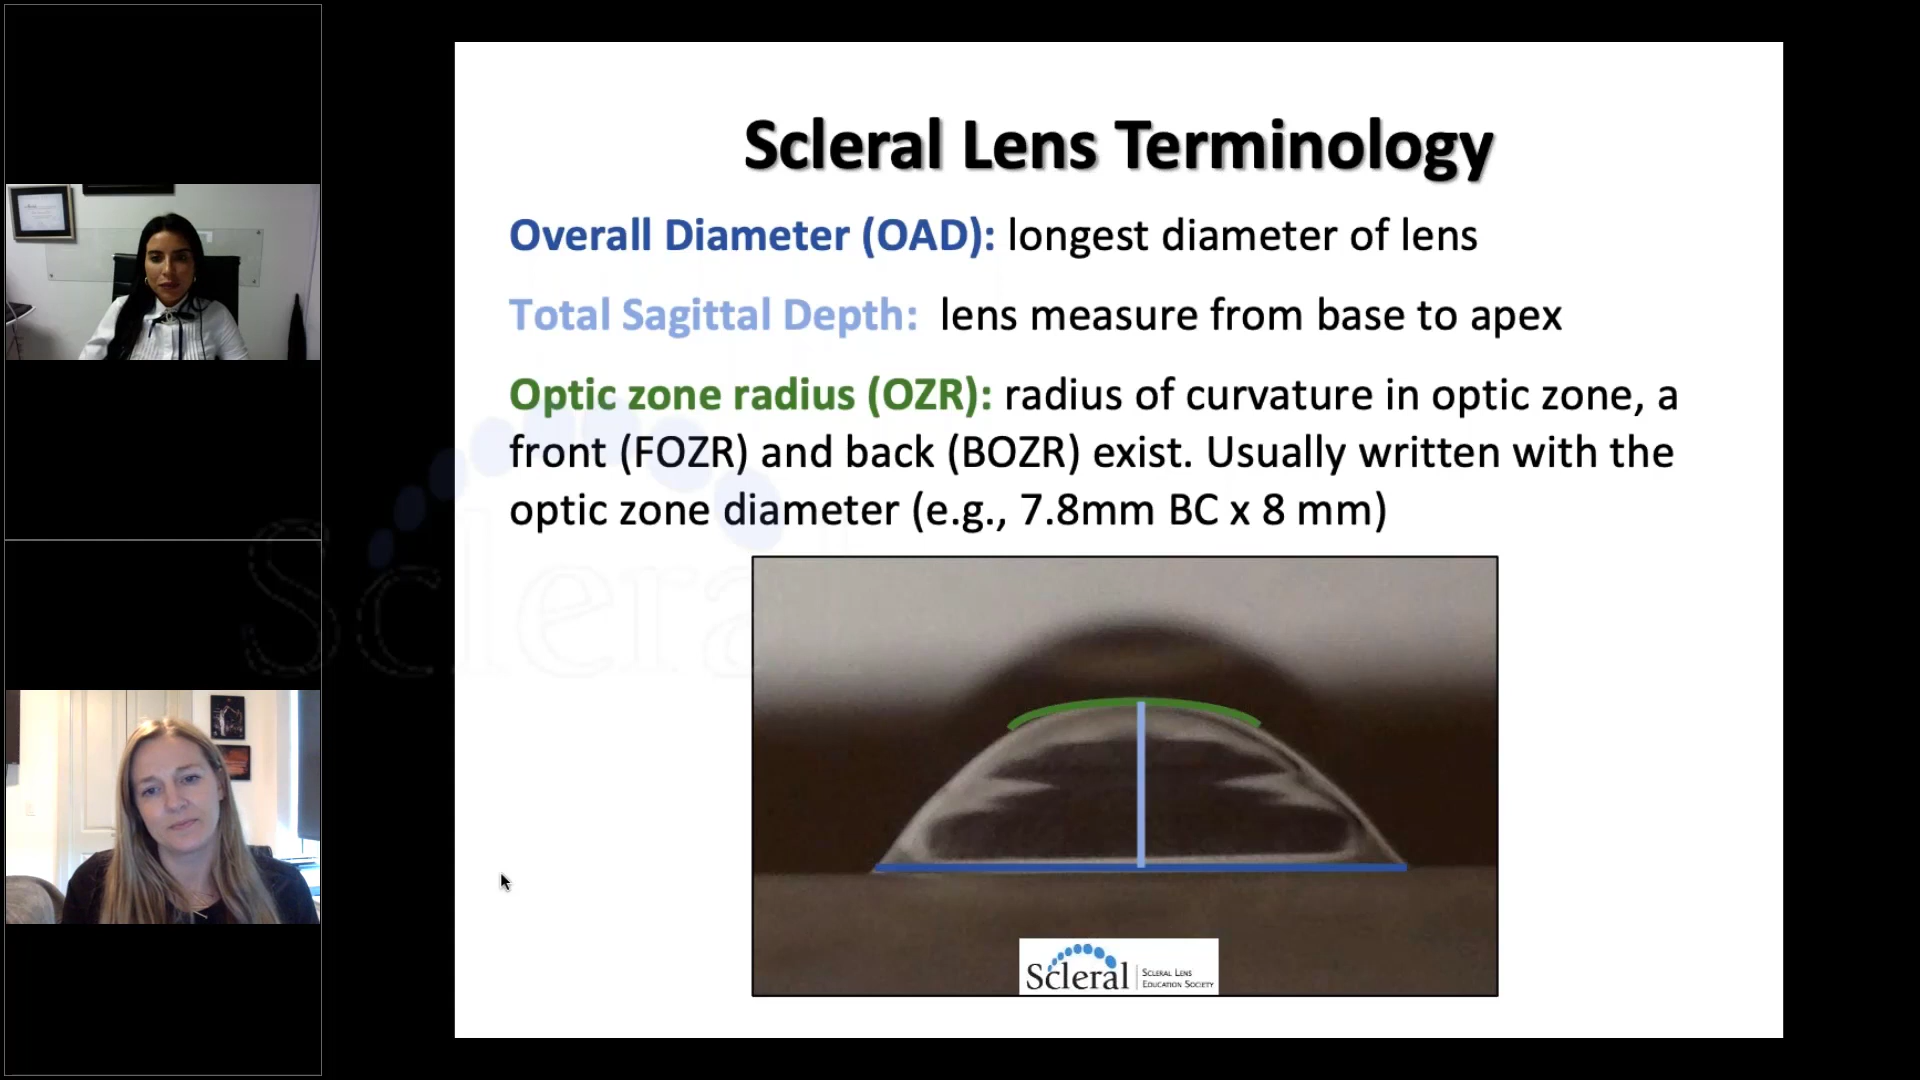 Scleral Lens Terminology
Overall Diameter (OAD): longest diameter of lens
Total Sagittal Depth: lens measure from base to apex
Optic zone radius (OZR): radius of curvature in optic zone, a
front (FOZR) and back (BOZR) exist. Usually written with the
optic zone diameter (e.g., 7.8mm BC x 8 mm)
Scleral
Scleral
SCLERAL LENS
EDUCATION SOCIETY